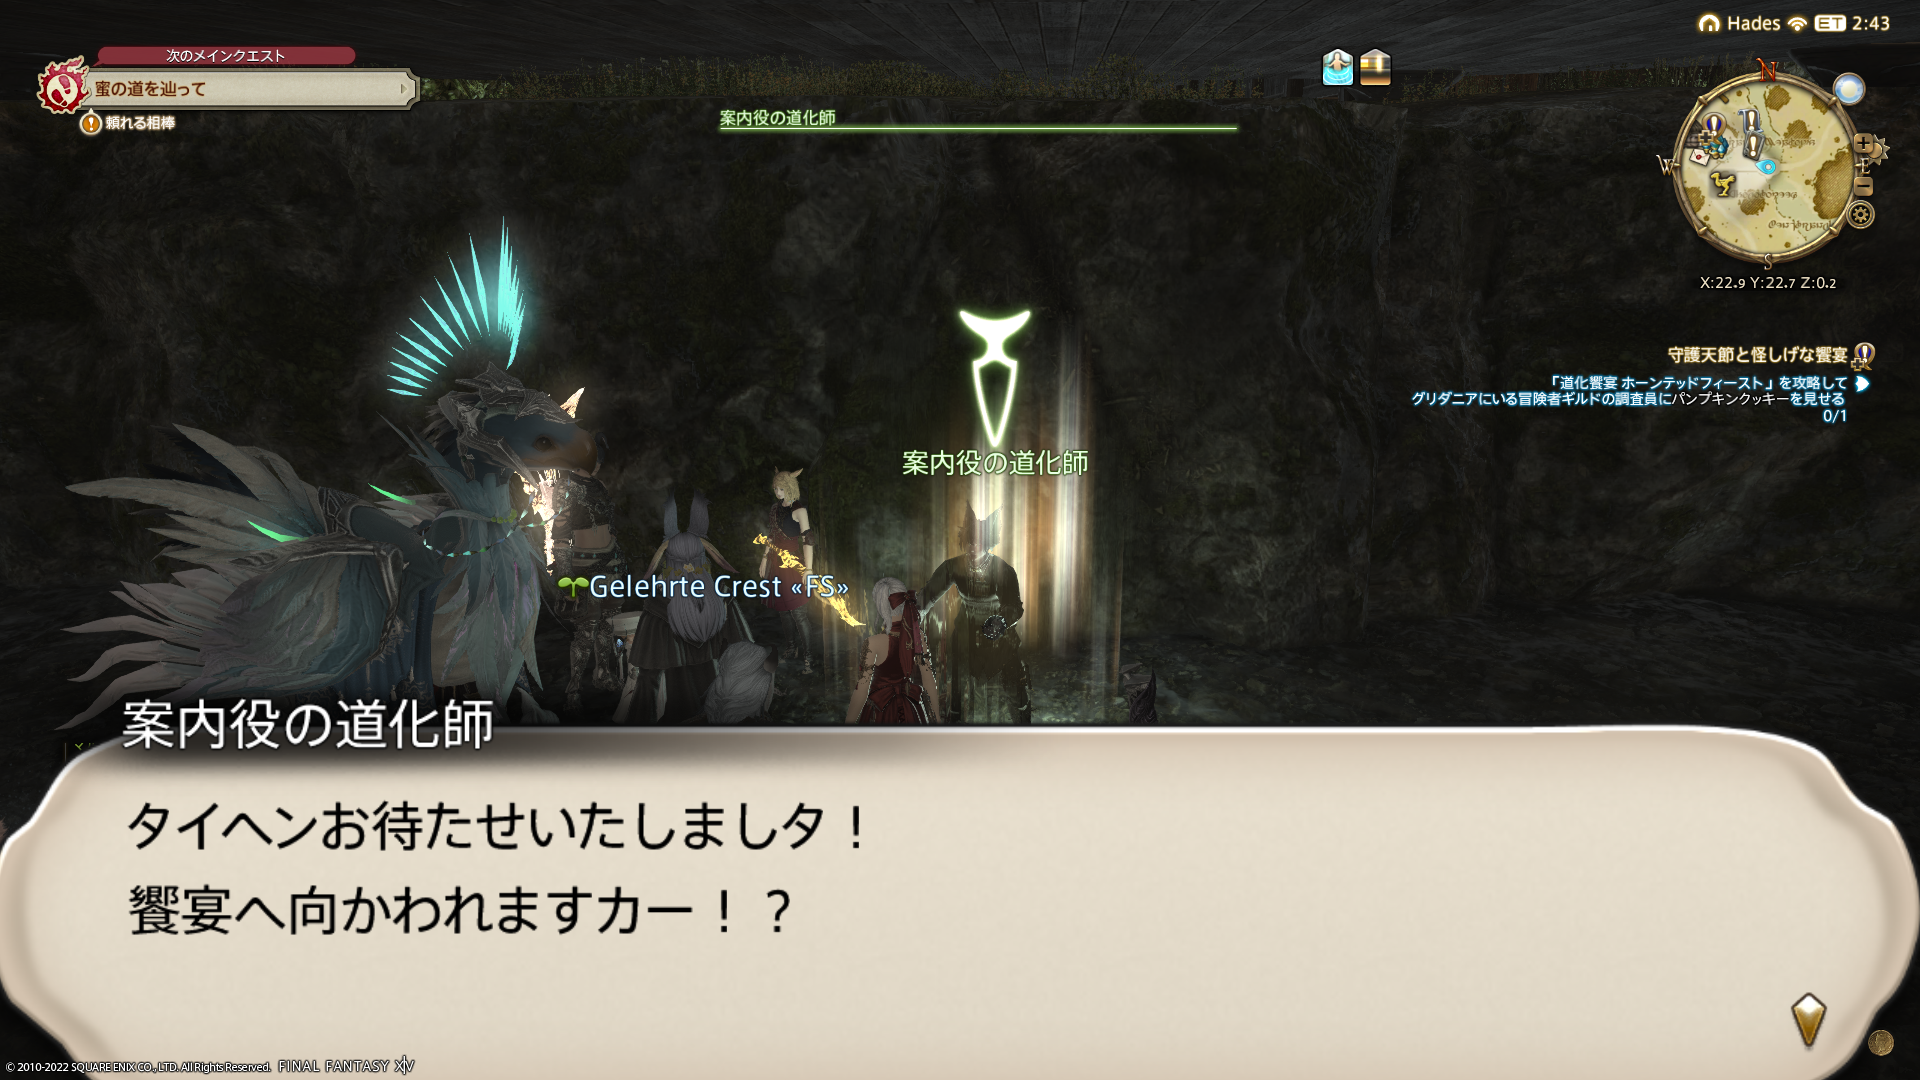 Hades ET 2:43
次のメインクエスト
蜜の道を辿って
頼れる相棒
案内役の道化師
N
W
E
S
X:22.9 Y:22.7 Z:0.2
守護天節と怪しげな饗宴
「道化饗宴 ホーンテッドフィースト」を攻略して
グリダニアにいる冒険者ギルドの調査員にパンプキンクッキーを見せる
0/1
案内役の道化師
Gelehrte Crest «FS»
案内役の道化師
タイヘンお待たせいたしましタ！
饗宴へ向かわれますカー！？
© 2010-2022 SQUARE ENIX CO., LTD. All Rights Reserved. FINAL FANTASY XIV